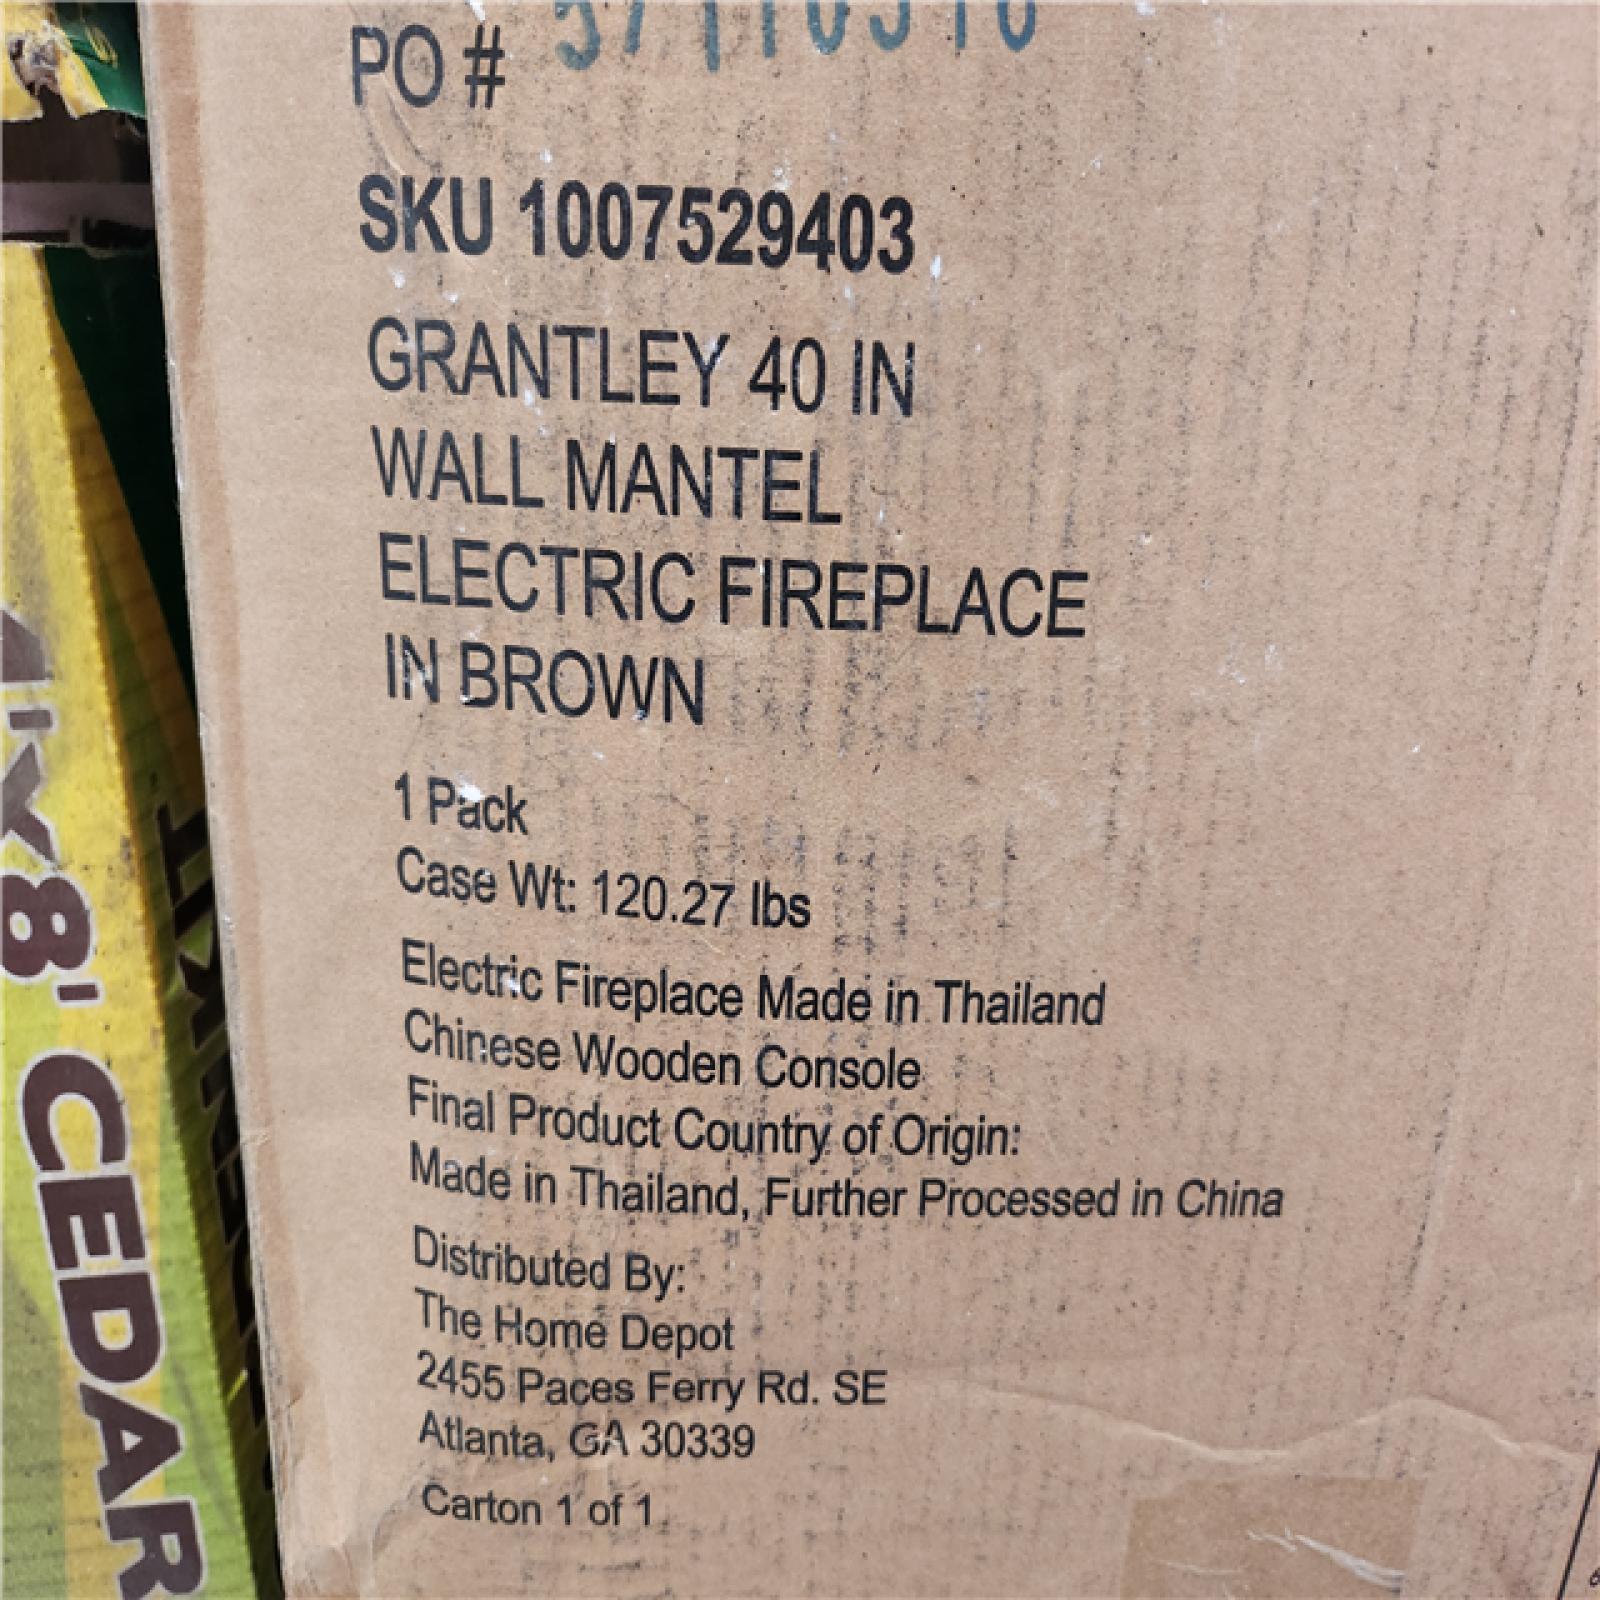 PO #
SKU 1007529403
GRANTLEY 40 IN
WALL MANTEL
ELECTRIC FIREPLACE
IN BROWN
1 Pack
Case Wt: 120.27 lbs
Electric Fireplace Made in Thailand
Chinese Wooden Console
Final Product Country of Origin:
Made in Thailand, Further Processed in China
Distributed By:
The Home Depot
2455 Paces Ferry Rd. SE
Atlanta, GA 30339
Carton 1 of 1
'x8' CEDAR